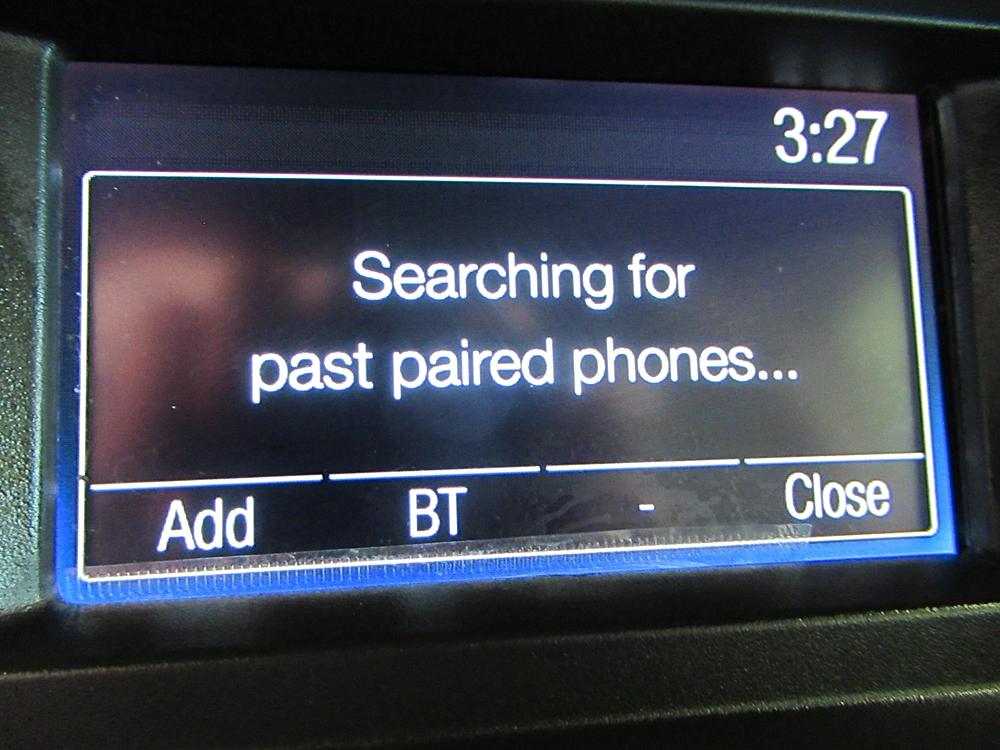 3:27
Searching for
past paired phones...
Add BT - Close